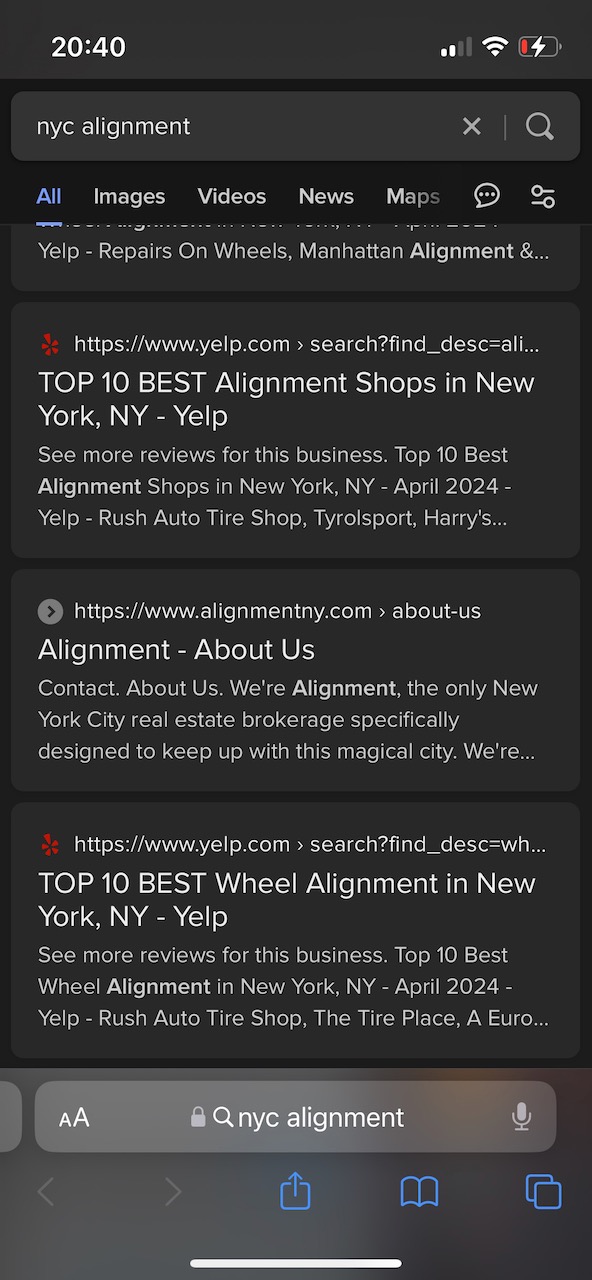 20:40
nyc alignment
All Images Videos News Maps
Yelp - Repairs On Wheels, Manhattan Alignment &...
https://www.yelp.com › search?find_desc=ali...
TOP 10 BEST Alignment Shops in New
York, NY - Yelp
See more reviews for this business. Top 10 Best
Alignment Shops in New York, NY - April 2024 -
Yelp - Rush Auto Tire Shop, Tyrolsport, Harry's...
https://www.alignmentny.com › about-us
Alignment - About Us
Contact. About Us. We're Alignment, the only New
York City real estate brokerage specifically
designed to keep up with this magical city. We're...
https://www.yelp.com › search?find_desc=wh...
TOP 10 BEST Wheel Alignment in New
York, NY - Yelp
See more reviews for this business. Top 10 Best
Wheel Alignment in New York, NY - April 2024 -
Yelp - Rush Auto Tire Shop, The Tire Place, A Euro...
AA nyc alignment